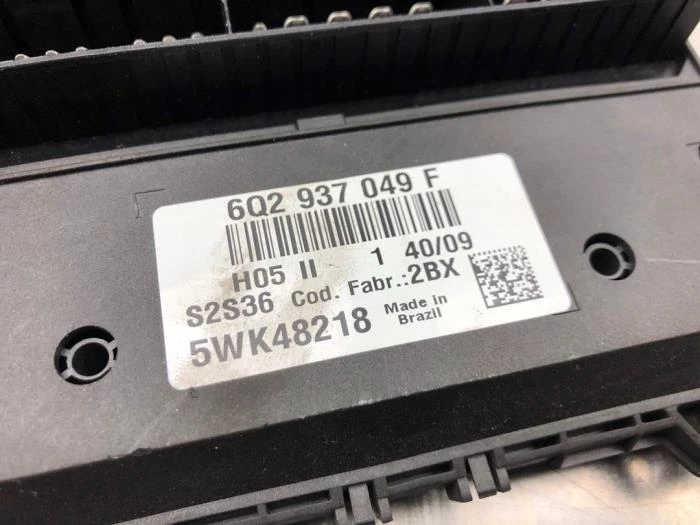 6Q2 937 049 F
H05 II 1 40/09
S2S36 Cod. Fabr.:2BX
5WK48218 Made in
Brazil